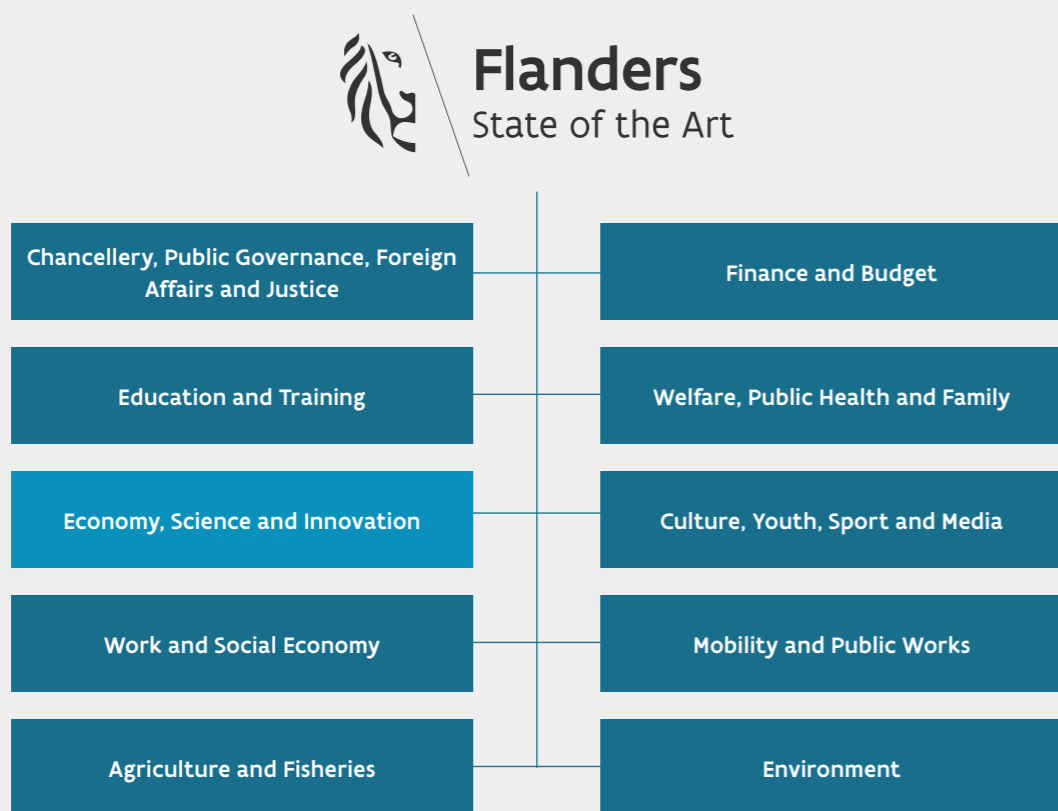 Flanders
State of the Art
Chancellery, Public Governance, Foreign
Affairs and Justice
Finance and Budget
Education and Training
Welfare, Public Health and Family
Economy, Science and Innovation
Culture, Youth, Sport and Media
Work and Social Economy
Mobility and Public Works
Agriculture and Fisheries
Environment